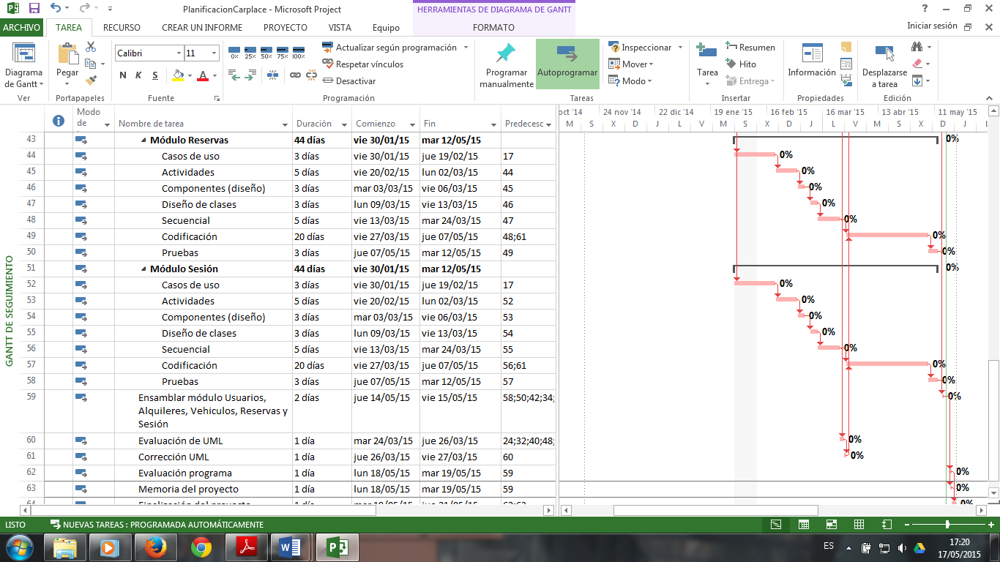 PlanificacionCarplace - Microsoft Project
HERRAMIENTAS DE DIAGRAMA DE GANTT
ARCHIVO TAREA RECURSO CREAR UN INFORME PROYECTO VISTA Equipo FORMATO Iniciar sesión
Diagrama de Gantt
Ver
Pegar
Portapapeles
Calibri 11
N K S A
Fuente
0% 25% 50% 75% 100%
Actualizar según programación
Respetar vínculos
Desactivar
Programación
Programar manualmente
Autoprogramar
Inspeccionar
Mover
Modo
Tareas
Tarea
Resumen
Hito
Entrega
Insertar
Información
Propiedades
Desplazarse a tarea
Edición
Modo de Nombre de tarea Duración Comienzo Fin Predecesc
oct '14 24 nov '14 22 dic '14 19 ene '15 16 feb '15 16 mar '15 13 abr '15 11 may '15
M S X D L V M S X D L V M S X D J
GANTT DE SEGUIMIENTO
43 Módulo Reservas 44 días vie 30/01/15 mar 12/05/15 0%
44 Casos de uso 3 días vie 30/01/15 jue 19/02/15 17 0%
45 Actividades 5 días vie 20/02/15 lun 02/03/15 44 0%
46 Componentes (diseño) 3 días mar 03/03/15 vie 06/03/15 45 0%
47 Diseño de clases 3 días lun 09/03/15 vie 13/03/15 46 0%
48 Secuencial 5 días vie 13/03/15 mar 24/03/15 47 0%
49 Codificación 20 días vie 27/03/15 jue 07/05/15 48;61 0%
50 Pruebas 3 días jue 07/05/15 mar 12/05/15 49 0%
51 Módulo Sesión 44 días vie 30/01/15 mar 12/05/15 0%
52 Casos de uso 3 días vie 30/01/15 jue 19/02/15 17 0%
53 Actividades 5 días vie 20/02/15 lun 02/03/15 52 0%
54 Componentes (diseño) 3 días mar 03/03/15 vie 06/03/15 53 0%
55 Diseño de clases 3 días lun 09/03/15 vie 13/03/15 54 0%
56 Secuencial 5 días vie 13/03/15 mar 24/03/15 55 0%
57 Codificación 20 días vie 27/03/15 jue 07/05/15 56;61 0%
58 Pruebas 3 días jue 07/05/15 mar 12/05/15 57 0%
59 Ensamblar módulo Usuarios, 2 días jue 14/05/15 vie 15/05/15 58;50;42;34; 0%
Alquileres, Vehiculos, Reservas y
Sesión
60 Evaluación de UML 1 día mar 24/03/15 jue 26/03/15 24;32;40;48; 0%
61 Corrección UML 1 día jue 26/03/15 vie 27/03/15 60 0%
62 Evaluación programa 1 día lun 18/05/15 mar 19/05/15 59 0%
63 Memoria del proyecto 1 día lun 18/05/15 mar 19/05/15 59 0%
LISTO NUEVAS TAREAS : PROGRAMADA AUTOMÁTICAMENTE
ES
17:20
17/05/2015